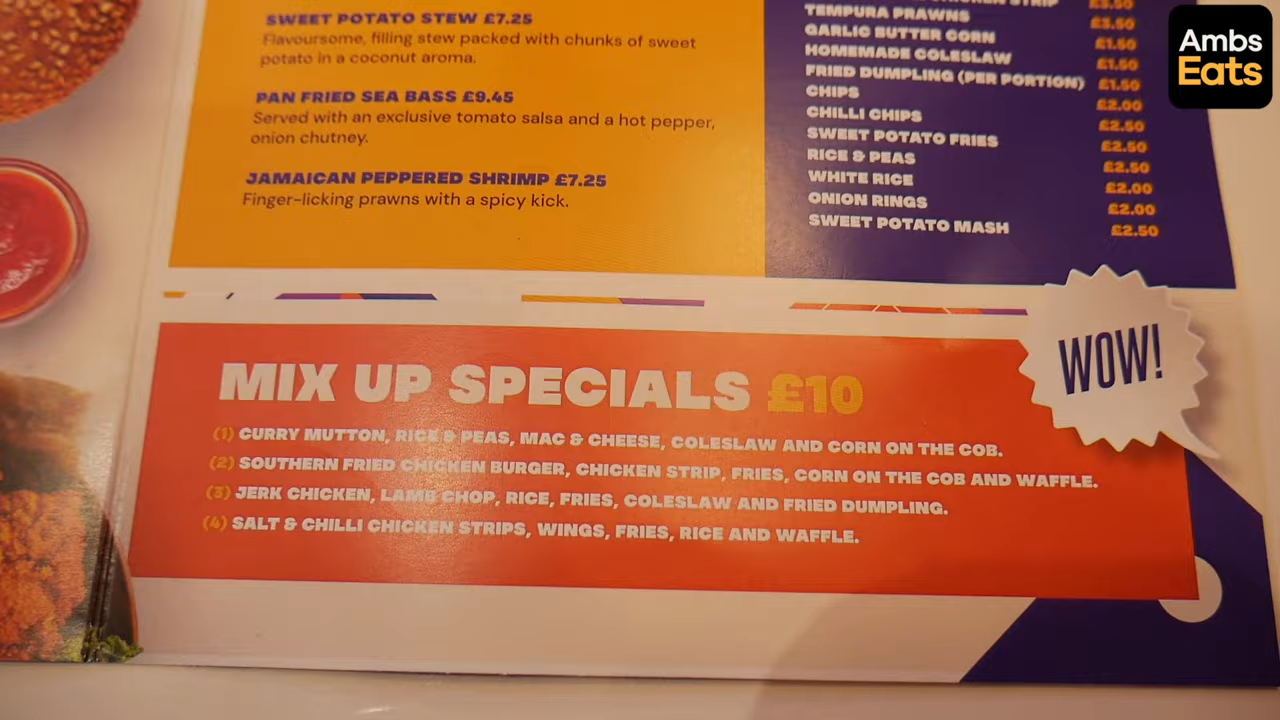 SWEET POTATO STEW £7.25
Flavoursome, filling stew packed with chunks of sweet
potato in a coconut aroma.
PAN FRIED SEA BASS £9.45
Served with an exclusive tomato salsa and a hot pepper,
onion chutney.
JAMAICAN PEPPERED SHRIMP £7.25
Finger-licking prawns with a spicy kick.
STRIP £3.50
TEMPURA PRAWNS £3.50
GARLIC BUTTER CORN £1.50
HOMEMADE COLESLAW £1.50
FRIED DUMPLING (PER PORTION) £1.50
CHIPS £2.00
CHILLI CHIPS £2.50
SWEET POTATO FRIES £2.50
RICE & PEAS £2.50
WHITE RICE £2.00
ONION RINGS £2.00
SWEET POTATO MASH £2.50
Ambs
Eats
WOW!
MIX UP SPECIALS £10
(1) CURRY MUTTON, RICE & PEAS, MAC & CHEESE, COLESLAW AND CORN ON THE COB.
(2) SOUTHERN FRIED CHICKEN BURGER, CHICKEN STRIP, FRIES, CORN ON THE COB AND WAFFLE.
(3) JERK CHICKEN, LAMB CHOP, RICE, FRIES, COLESLAW AND FRIED DUMPLING.
(4) SALT & CHILLI CHICKEN STRIPS, WINGS, FRIES, RICE AND WAFFLE.